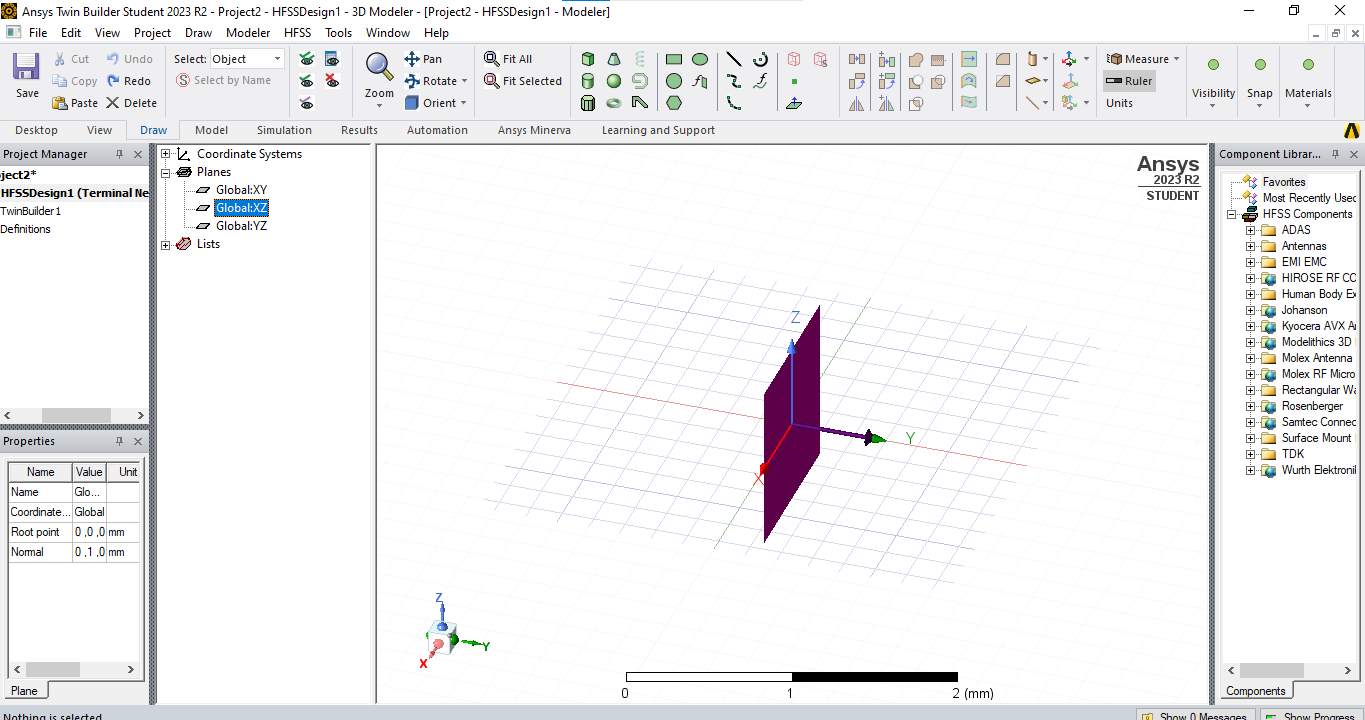 Ansys Twin Builder Student 2023 R2 - Project2 - HFSSDesign1 - 3D Modeler - [Project2 - HFSSDesign1 - Modeler]
File Edit View Project Draw Modeler HFSS Tools Window Help
Save
Cut
Copy
Paste
Undo
Redo
Delete
Select: Object
Select by Name
Zoom
Pan
Rotate
Orient
Fit All
Fit Selected
Measure
Ruler
Units
Visibility
Snap
Materials
Desktop View Draw Model Simulation Results Automation Ansys Minerva Learning and Support
Project Manager
ject2*
HFSSDesign1 (Terminal Ne
TwinBuilder1
Definitions
Properties
Name Value Unit
Name Glo...
Coordinate... Global
Root point 0 ,0 ,0 mm
Normal 0 ,1 ,0 mm
Plane
Nothing is selected
Coordinate Systems
Planes
Global:XY
Global:XZ
Global:YZ
Lists
Ansys
2023 R2
STUDENT
Z
Y
X
Z
Y
X
0 1 2 (mm)
Component Librar...
Favorites
Most Recently Used
HFSS Components
ADAS
Antennas
EMI EMC
HIROSE RF CO
Human Body Ex
Johanson
Kyocera AVX A
Modelithics 3D
Molex Antenna
Molex RF Micro
Rectangular Wa
Rosenberger
Samtec Connec
Surface Mount
TDK
Wurth Elektronik
Components
Show 0 Messages
Show Progress